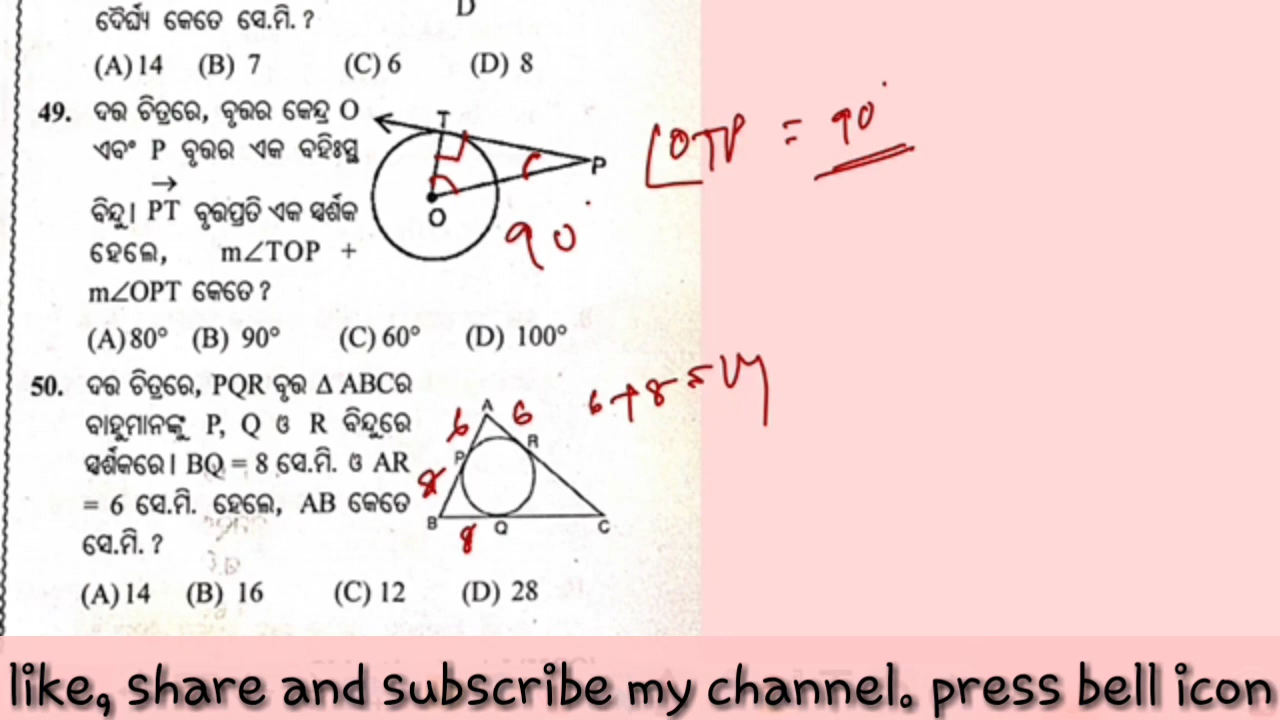 ଦୈର୍ଘ୍ୟ କେତେ ସେ.ମି. ?
D
(A) 14 (B) 7 (C) 6 (D) 8
49. ଦତ୍ତ ଚିତ୍ରରେ, ବୃତ୍ତର କେନ୍ଦ୍ର O
ଏବଂ P ବୃତ୍ତର ଏକ ବହିଃସ୍ଥ
ବିନ୍ଦୁ। PT ବୃତ୍ତପ୍ରତି ଏକ ସ୍ପର୍ଶକ
ହେଲେ, m∠TOP +
m∠OPT କେତେ ?
T
P
O
90°
∠OTP = 90°
(A) 80° (B) 90° (C) 60° (D) 100°
50. ଦତ୍ତ ଚିତ୍ରରେ, PQR ବୃତ୍ତ Δ ABCର
ବାହୁମାନଙ୍କୁ P, Q ଓ R ବିନ୍ଦୁରେ
ସ୍ପର୍ଶକରେ। BQ = 8 ସେ.ମି. ଓ AR
= 6 ସେ.ମି. ହେଲେ, AB କେତେ
ସେ.ମି. ?
A
6 6
R
P
8
B Q C
8
6+8=14
(A) 14 (B) 16 (C) 12 (D) 28
like, share and subscribe my channel. press bell icon